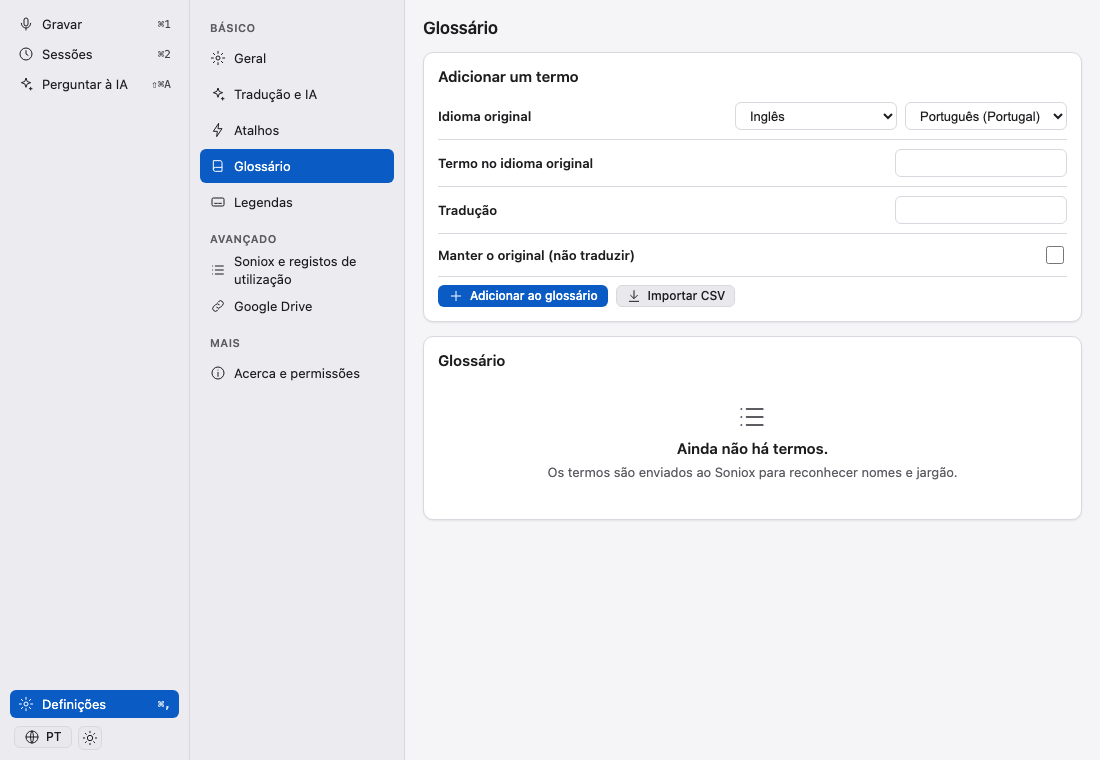 Gravar ⌘1
Sessões ⌘2
Perguntar à IA ⇧⌘A
Definições ⌘,
PT
BÁSICO
Geral
Tradução e IA
Atalhos
Glossário
Legendas
AVANÇADO
Soniox e registos de
utilização
Google Drive
MAIS
Acerca e permissões
Glossário
Adicionar um termo
Idioma original Inglês Português (Portugal)
Termo no idioma original
Tradução
Manter o original (não traduzir)
Adicionar ao glossário Importar CSV
Glossário
Ainda não há termos.
Os termos são enviados ao Soniox para reconhecer nomes e jargão.